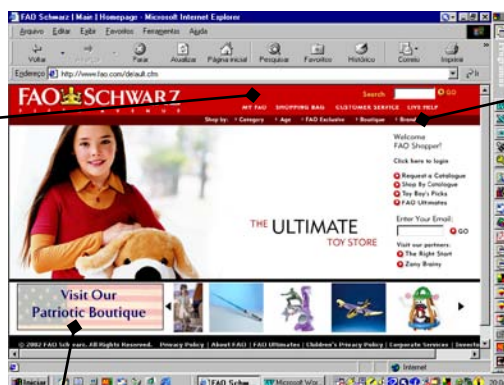 FAO Schwarz | Main | Homepage - Microsoft Internet Explorer
Arquivo Editar Exibir Favoritos Ferramentas Ajuda
Voltar Parar Atualizar Página inicial Pesquisar Favoritos Histórico Correio Imprimir
Endereço http://www.fao.com/default.cfm
Search GO
FAO SCHWARZ
FIFTH AVENUE
MY FAO SHOPPING BAG CUSTOMER SERVICE LIVE HELP
Shop by: Category Age FAO Exclusive Boutique Brand
Welcome
FAO Shopper!
Click here to login
Request a Catalogue
Shop By Catalogue
Toy Boy's Picks
FAO Ultimates
Enter Your Email:
GO
THE ULTIMATE
TOY STORE
Visit our partners:
The Right Start
Zany Brainy
Visit Our
Patriotic Boutique
© 2002 FAO Schwarz. All Rights Reserved. Privacy Policy | About FAO | FAO Ultimates | Children's Privacy Policy | Corporate Services |
Internet
Iniciar FAO Schw... Microsoft Wor...